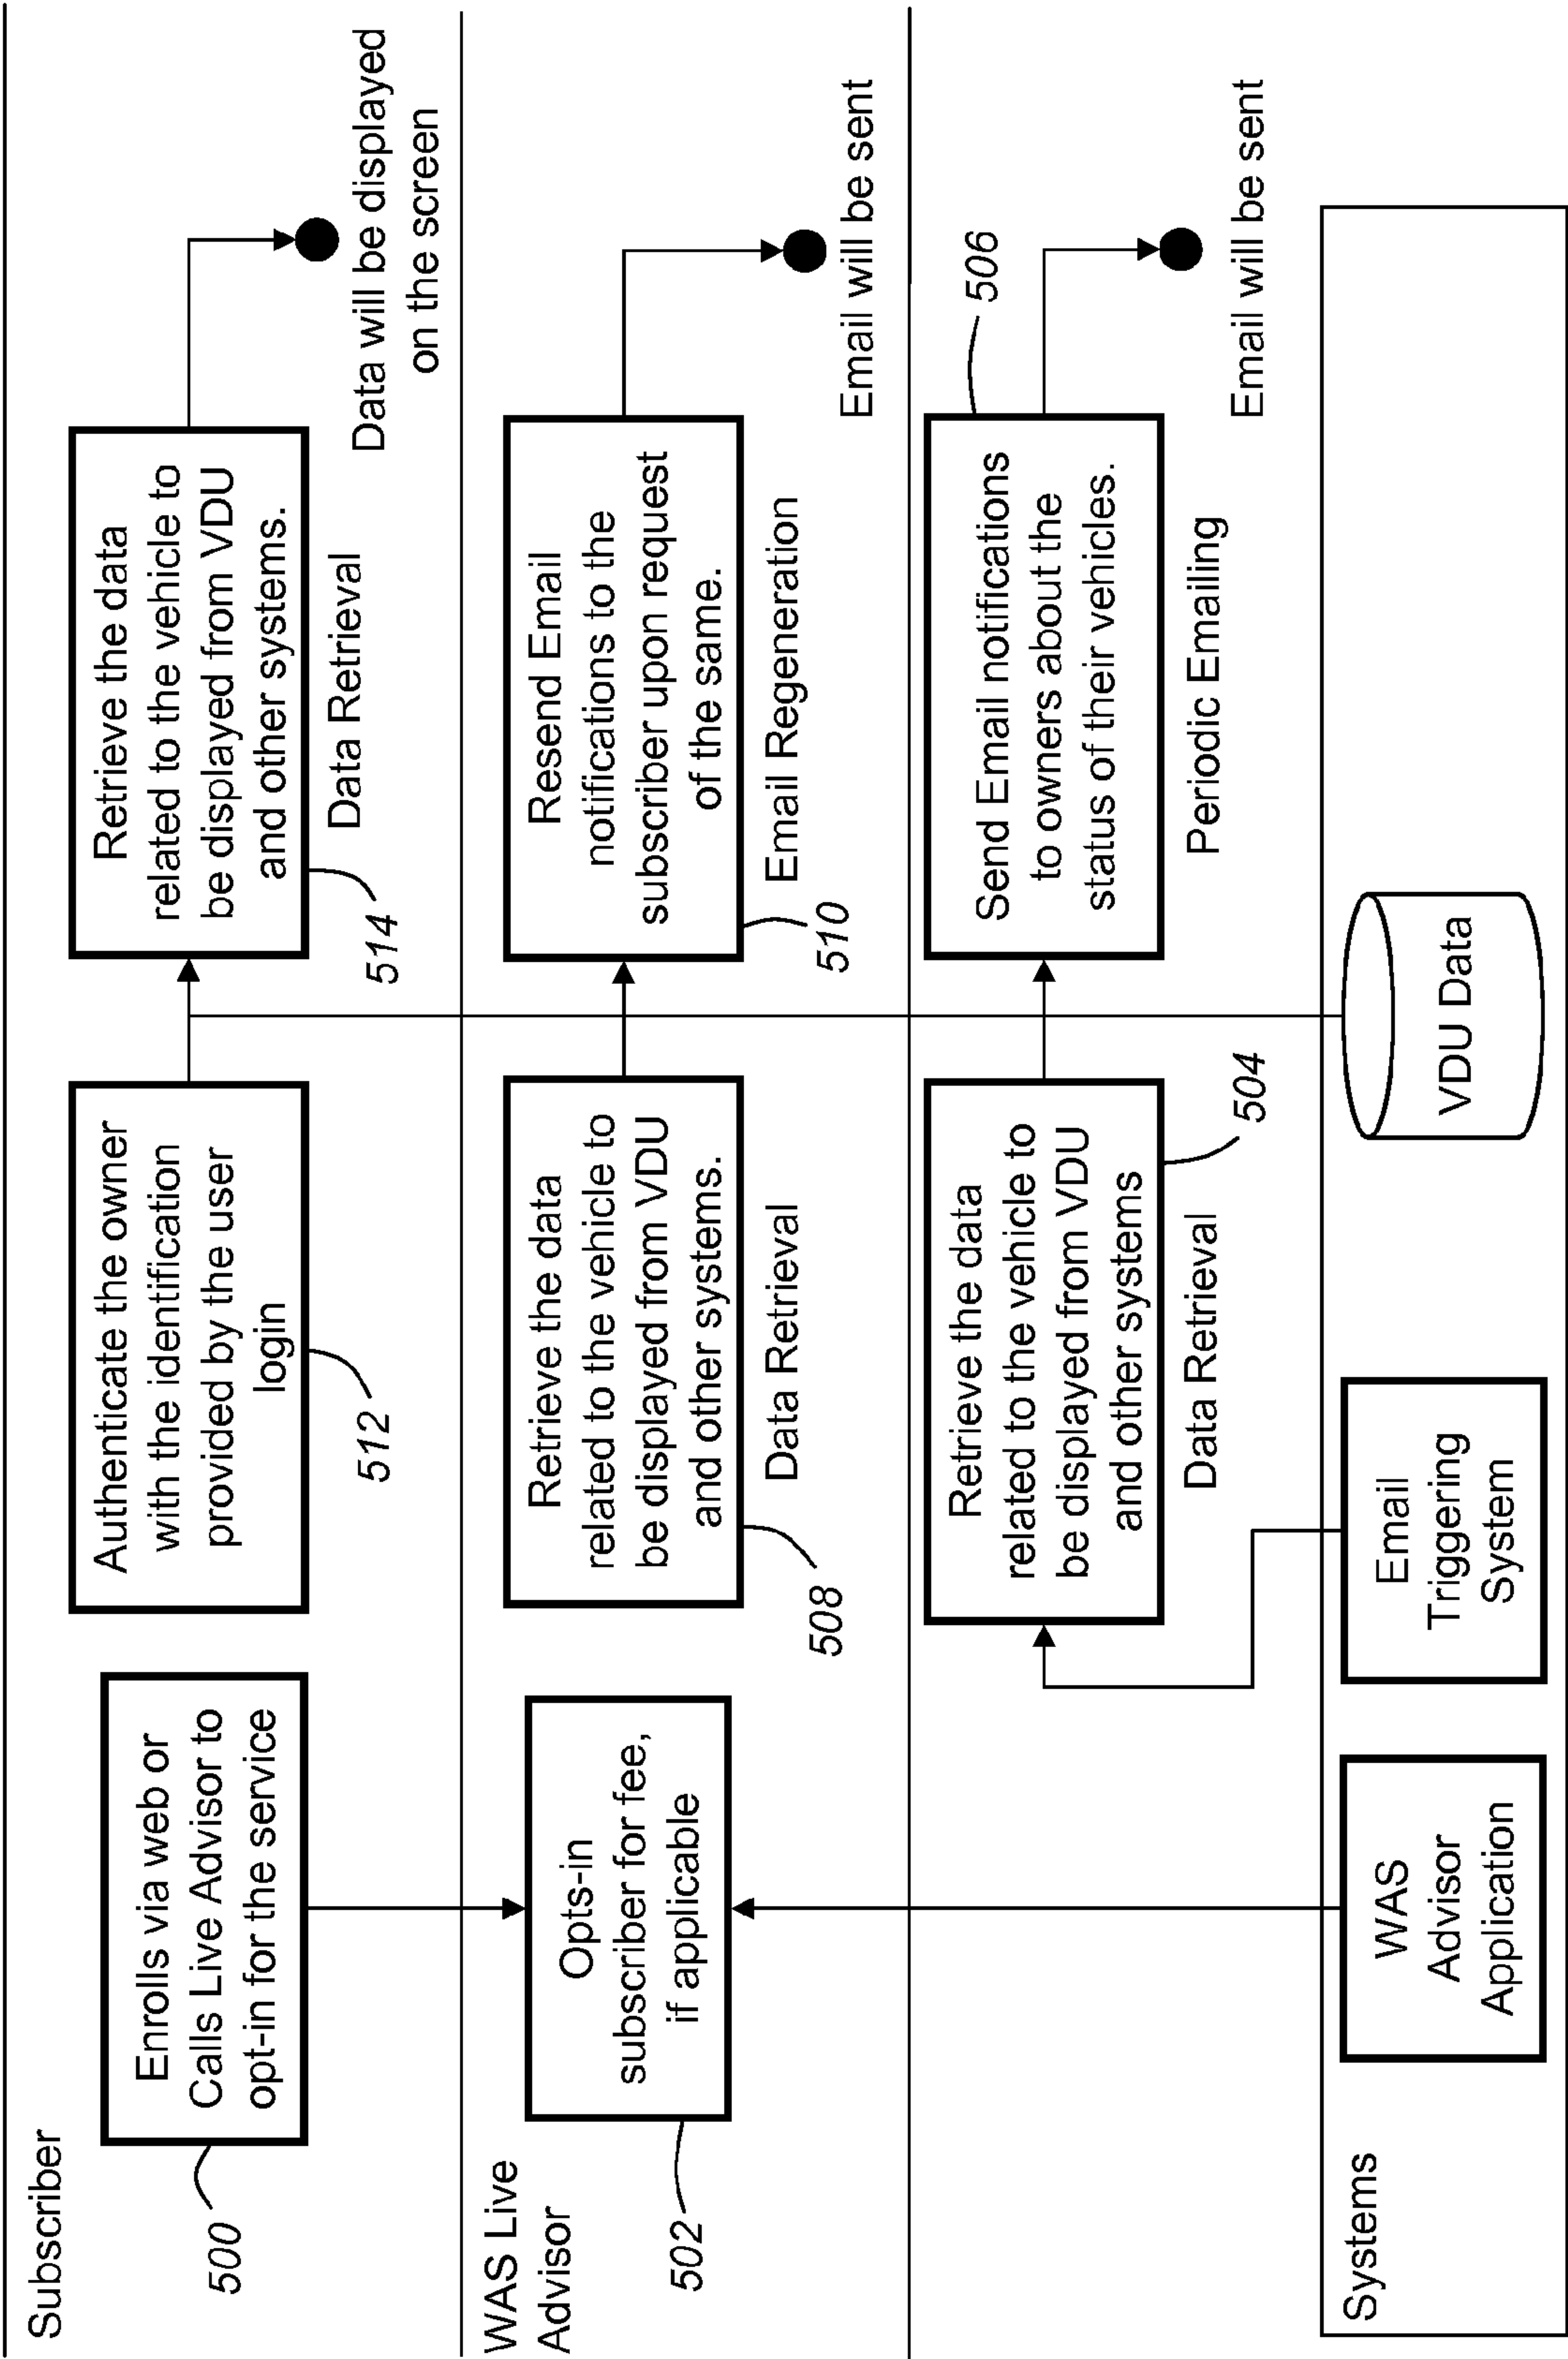 Subscriber
Enrolls via web or
Calls Live Advisor to
opt-in for the service
500
Authenticate the owner
with the identification
provided by the user
login
512
Retrieve the data
related to the vehicle to
be displayed from VDU
and other systems.
Data Retrieval
514
Data will be displayed
on the screen
WAS Live
Advisor
Opts-in
subscriber for fee,
if applicable
502
Retrieve the data
related to the vehicle to
be displayed from VDU
and other systems.
Data Retrieval
508
Resend Email
notifications to the
subscriber upon request
of the same.
Email Regeneration
510
Email will be sent
Retrieve the data
related to the vehicle to
be displayed from VDU
and other systems
Data Retrieval
504
Send Email notifications
to owners about the
status of their vehicles.
Periodic Emailing
506
Email will be sent
Systems
WAS
Advisor
Application
Email
Triggering
System
VDU Data